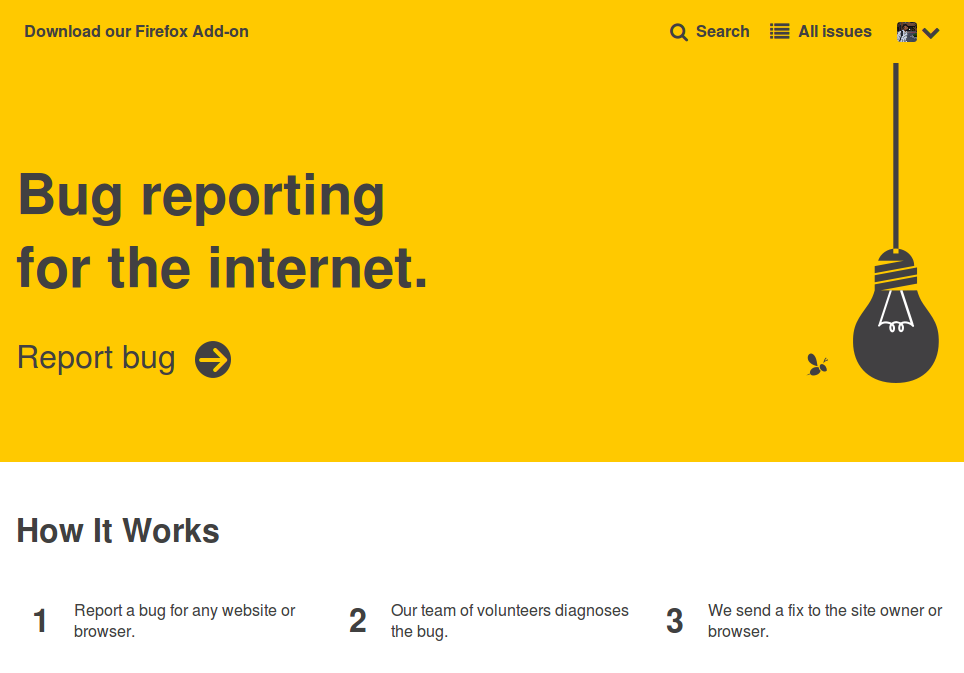 Download our Firefox Add-on
Search
All issues
Bug reporting
for the internet.
Report bug
How It Works
1
Report a bug for any website or
browser.
2
Our team of volunteers diagnoses
the bug.
3
We send a fix to the site owner or
browser.